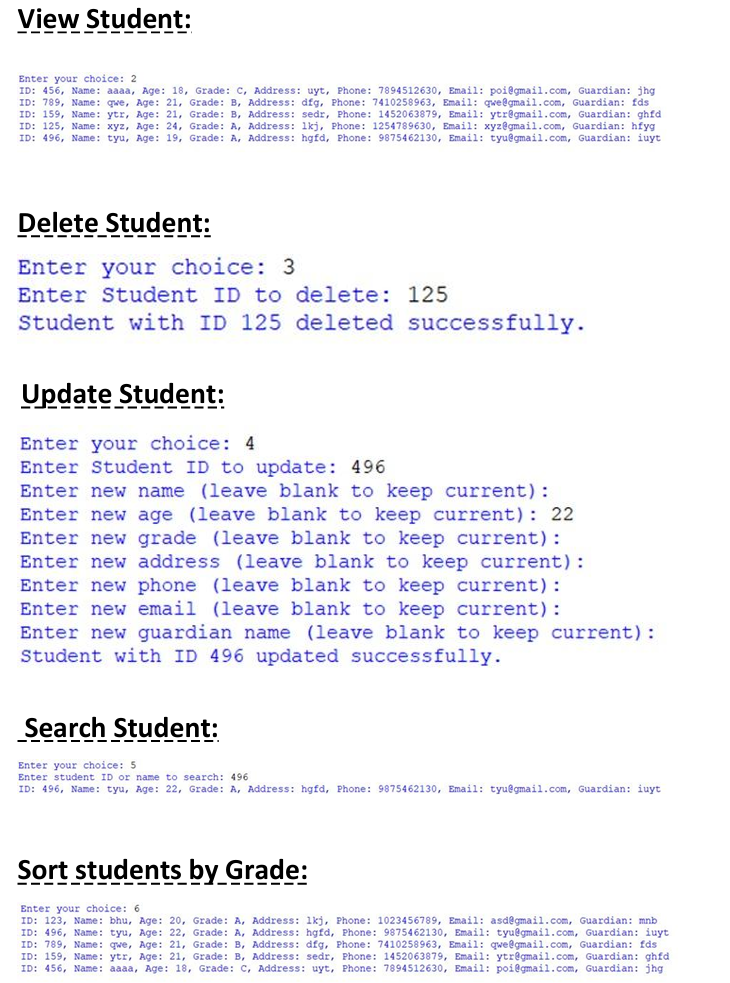 View Student:
Enter your choice: 2
ID: 456, Name: aaaa, Age: 18, Grade: C, Address: uyt, Phone: 7894512630, Email: poi@gmail.com, Guardian: jhg
ID: 789, Name: qwe, Age: 21, Grade: B, Address: dfg, Phone: 7410258963, Email: qwe@gmail.com, Guardian: fds
ID: 159, Name: ytr, Age: 21, Grade: B, Address: sedr, Phone: 1452063879, Email: ytr@gmail.com, Guardian: ghfd
ID: 125, Name: xyz, Age: 24, Grade: A, Address: lkj, Phone: 1254789630, Email: xyz@gmail.com, Guardian: hfyg
ID: 496, Name: tyu, Age: 19, Grade: A, Address: hgfd, Phone: 9875462130, Email: tyu@gmail.com, Guardian: iuyt
Delete Student:
Enter your choice: 3
Enter Student ID to delete: 125
Student with ID 125 deleted successfully.
Update Student:
Enter your choice: 4
Enter Student ID to update: 496
Enter new name (leave blank to keep current):
Enter new age (leave blank to keep current): 22
Enter new grade (leave blank to keep current):
Enter new address (leave blank to keep current):
Enter new phone (leave blank to keep current):
Enter new email (leave blank to keep current):
Enter new guardian name (leave blank to keep current):
Student with ID 496 updated successfully.
Search Student:
Enter your choice: 5
Enter student ID or name to search: 496
ID: 496, Name: tyu, Age: 22, Grade: A, Address: hgfd, Phone: 9875462130, Email: tyu@gmail.com, Guardian: iuyt
Sort students by Grade:
Enter your choice: 6
ID: 123, Name: bhu, Age: 20, Grade: A, Address: lkj, Phone: 1023456789, Email: asd@gmail.com, Guardian: mnb
ID: 496, Name: tyu, Age: 22, Grade: A, Address: hgfd, Phone: 9875462130, Email: tyu@gmail.com, Guardian: iuyt
ID: 789, Name: qwe, Age: 21, Grade: B, Address: dfg, Phone: 7410258963, Email: qwe@gmail.com, Guardian: fds
ID: 159, Name: ytr, Age: 21, Grade: B, Address: sedr, Phone: 1452063879, Email: ytr@gmail.com, Guardian: ghfd
ID: 456, Name: aaaa, Age: 18, Grade: C, Address: uyt, Phone: 7894512630, Email: poi@gmail.com, Guardian: jhg